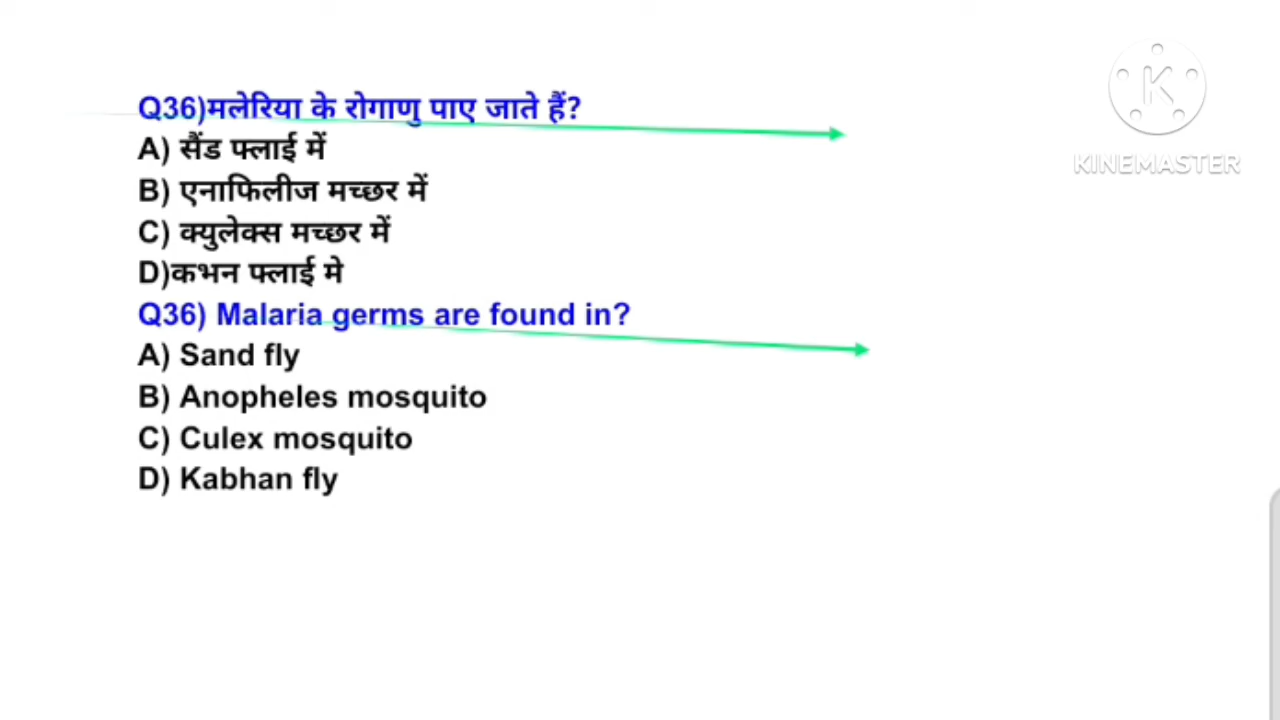 Q36)मलेरिया के रोगाणु पाए जाते हैं?
A) सैंड फ्लाई में
B) एनाफिलीज मच्छर में
C) क्युलेक्स मच्छर में
D)कभन फ्लाई मे
Q36) Malaria germs are found in?
A) Sand fly
B) Anopheles mosquito
C) Culex mosquito
D) Kabhan fly
K
KINEMASTER